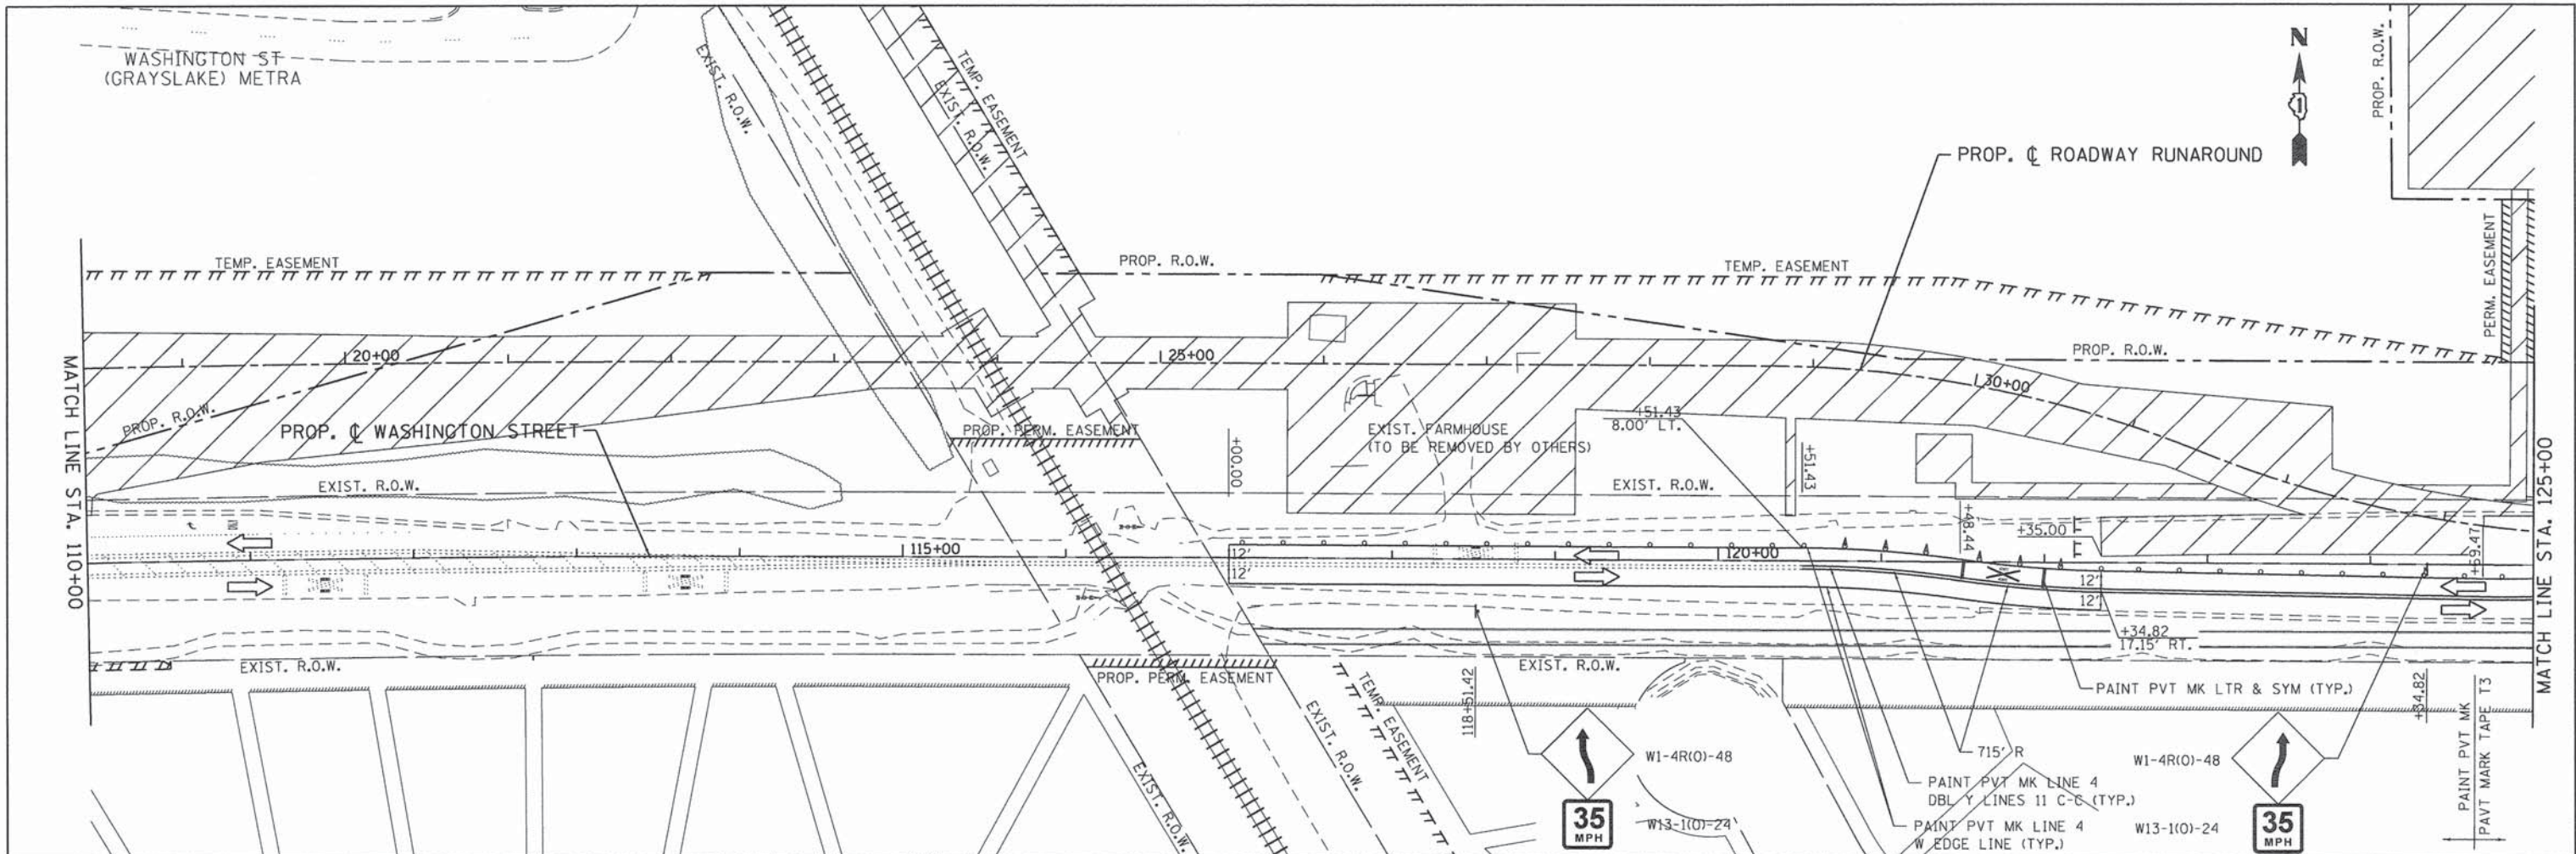 WASHINGTON ST
(GRAYSLAKE) METRA
EXIST. R.O.W.
TEMP. EASEMENT
EXIST. R.O.W.
N
1
PROP. R.O.W.
PROP. ℄ ROADWAY RUNAROUND
TEMP. EASEMENT
PROP. R.O.W.
TEMP. EASEMENT
PERM. EASEMENT
MATCH LINE STA. 110+00
20+00
25+00
PROP. R.O.W.
30+00
PROP. R.O.W.
PROP. ℄ WASHINGTON STREET
PROP. PERM. EASEMENT
+00.00
EXIST. FARMHOUSE
(TO BE REMOVED BY OTHERS)
+51.43
8.00' LT.
+51.43
EXIST. R.O.W.
EXIST. R.O.W.
+48.44
+35.00
+69.47
MATCH LINE STA. 125+00
115+00
12'
12'
120+00
12'
12'
+34.82
17.15' RT.
EXIST. R.O.W.
PROP. PERM. EASEMENT
EXIST. R.O.W.
118+51.42
PAINT PVT MK LTR & SYM (TYP.)
+34.82
PAINT PVT MK
PAVT MARK TAPE T3
EXIST. R.O.W.
EXIST. R.O.W.
TEMP. EASEMENT
W1-4R(O)-48
35
MPH
W13-1(O)-24
715' R
PAINT PVT MK LINE 4
DBL Y LINES 11 C-C (TYP.)
PAINT PVT MK LINE 4
W EDGE LINE (TYP.)
W1-4R(O)-48
W13-1(O)-24
35
MPH